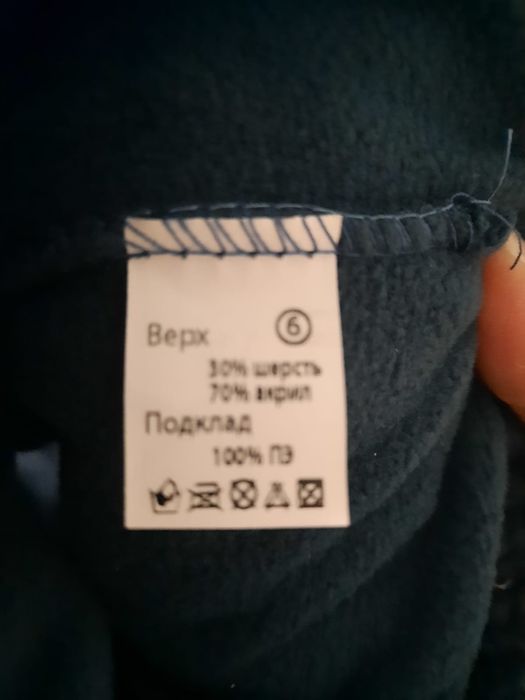 Верх ⑥
30% шерсть
70% акрил
Подклад
100% ПЭ